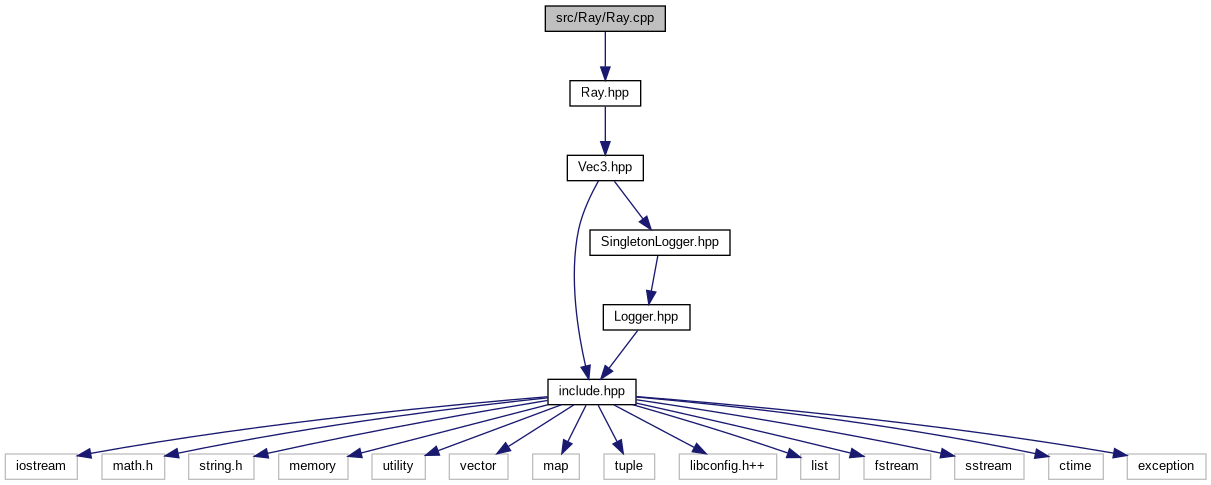 src/Ray/Ray.cpp
Ray.hpp
Vec3.hpp
SingletonLogger.hpp
Logger.hpp
include.hpp
iostream
math.h
string.h
memory
utility
vector
map
tuple
libconfig.h++
list
fstream
sstream
ctime
exception